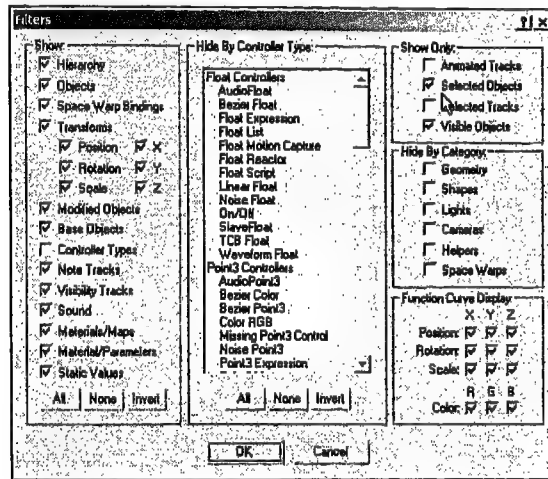 Filters
Show:
Hierarchy
Objects
Space Warp Bindings
Transforms
Position X
Rotation Y
Scale Z
Modified Objects
Base Objects
Controller Types
Note Tracks
Visibility Tracks
Sound
Materials/Maps
Material/Parameters
Static Values
All None Invert
Hide By Controller Type:
Float Controllers
AudioFloat
Bezier Float
Float Expression
Float List
Float Motion Capture
Float Reactor
Float Script
Linear Float
Noise Float
On/Off
SlaveFloat
TCB Float
Waveform Float
Point3 Controllers
AudioPoint3
Bezier Color
Bezier Point3
Color RGB
Missing Point3 Control
Noise Point3
Point3 Expression
All None Invert
Show Only:
Animated Tracks
Selected Objects
Selected Tracks
Visible Objects
Hide By Category:
Geometry
Shapes
Lights
Cameras
Helpers
Space Warps
Function Curve Display:
X Y Z
Position:
Rotation:
Scale:
R G B
Color:
OK Cancel